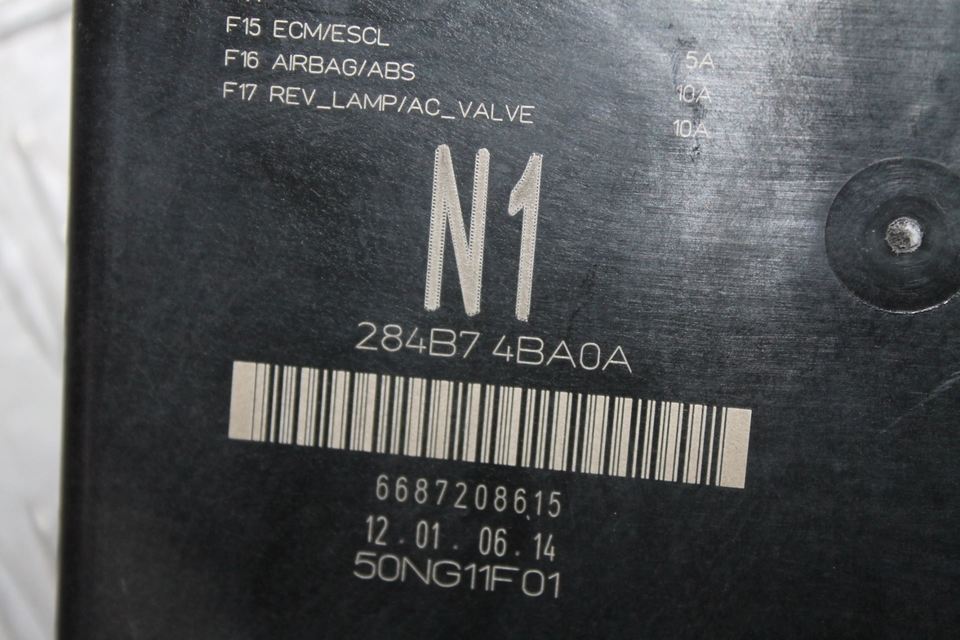 F15 ECM/ESCL 5A
F16 AIRBAG/ABS 10A
F17 REV_LAMP/AC_VALVE 10A
N1
284B7 4BA0A
6687208615
12.01.06.14
50NG11F01